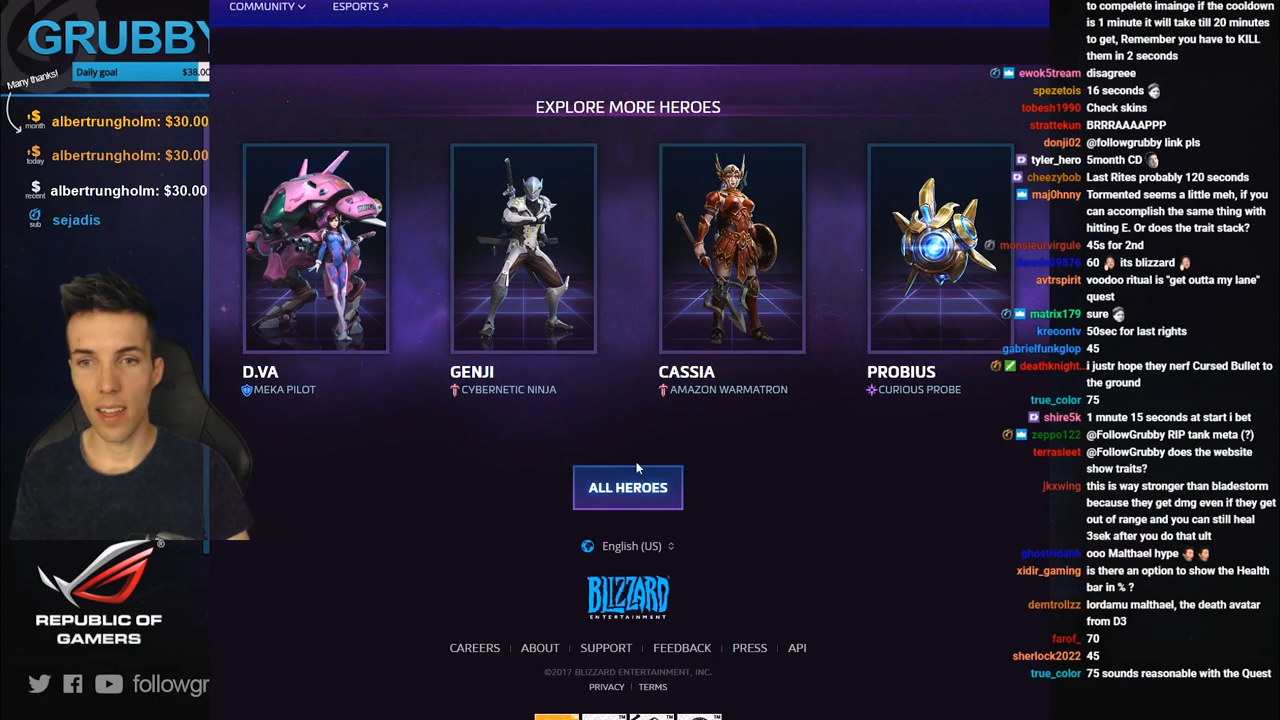 COMMUNITY
ESPORTS
GRUBBY
Many thanks!
Daily goal
$38.00
$
month
albertrungholm: $30.00
$
today
albertrungholm: $30.00
$
recent
albertrungholm: $30.00
sub
sejadis
REPUBLIC OF
GAMERS
followgr
EXPLORE MORE HEROES
D.VA
MEKA PILOT
GENJI
CYBERNETIC NINJA
CASSIA
AMAZON WARMATRON
PROBIUS
CURIOUS PROBE
ALL HEROES
English (US)
BLIZZARD
ENTERTAINMENT
CAREERS
ABOUT
SUPPORT
FEEDBACK
PRESS
API
©2017 BLIZZARD ENTERTAINMENT, INC.
PRIVACY
TERMS
to compelete imainge if the cooldown
is 1 minute it will take till 20 minutes
to get, Remember you have to KILL
them in 2 seconds
ewok5tream disagreee
spezetois 16 seconds
tobesh1990 Check skins
strattekun BRRRAAAAPPP
donji02 @followgrubby link pls
tyler_hero 5month CD
cheezybob Last Rites probably 120 seconds
maj0hnny Tormented seems a little meh, if you
can accomplish the same thing with
hitting E. Or does the trait stack?
monsieurvirgule 45s for 2nd
60 its blizzard
avtrspirit voodoo ritual is "get outta my lane"
quest
matrix179 sure
kreoontv 50sec for last rights
gabrielfunkglop 45
deathknight... i justr hope they nerf Cursed Bullet to
the ground
true_color 75
shire5k 1 mnute 15 seconds at start i bet
zeppo122 @FollowGrubby RIP tank meta (?)
terrasleet @FollowGrubby does the website
show traits?
jkxwing this is way stronger than bladestorm
because they get dmg even if they get
out of range and you can still heal
3sek after you do that ult
ghostridahh ooo Malthael hype
xidir_gaming is there an option to show the Health
bar in % ?
demtrollzz lordamu malthael, the death avatar
from D3
farof_ 70
sherlock2022 45
true_color 75 sounds reasonable with the Quest